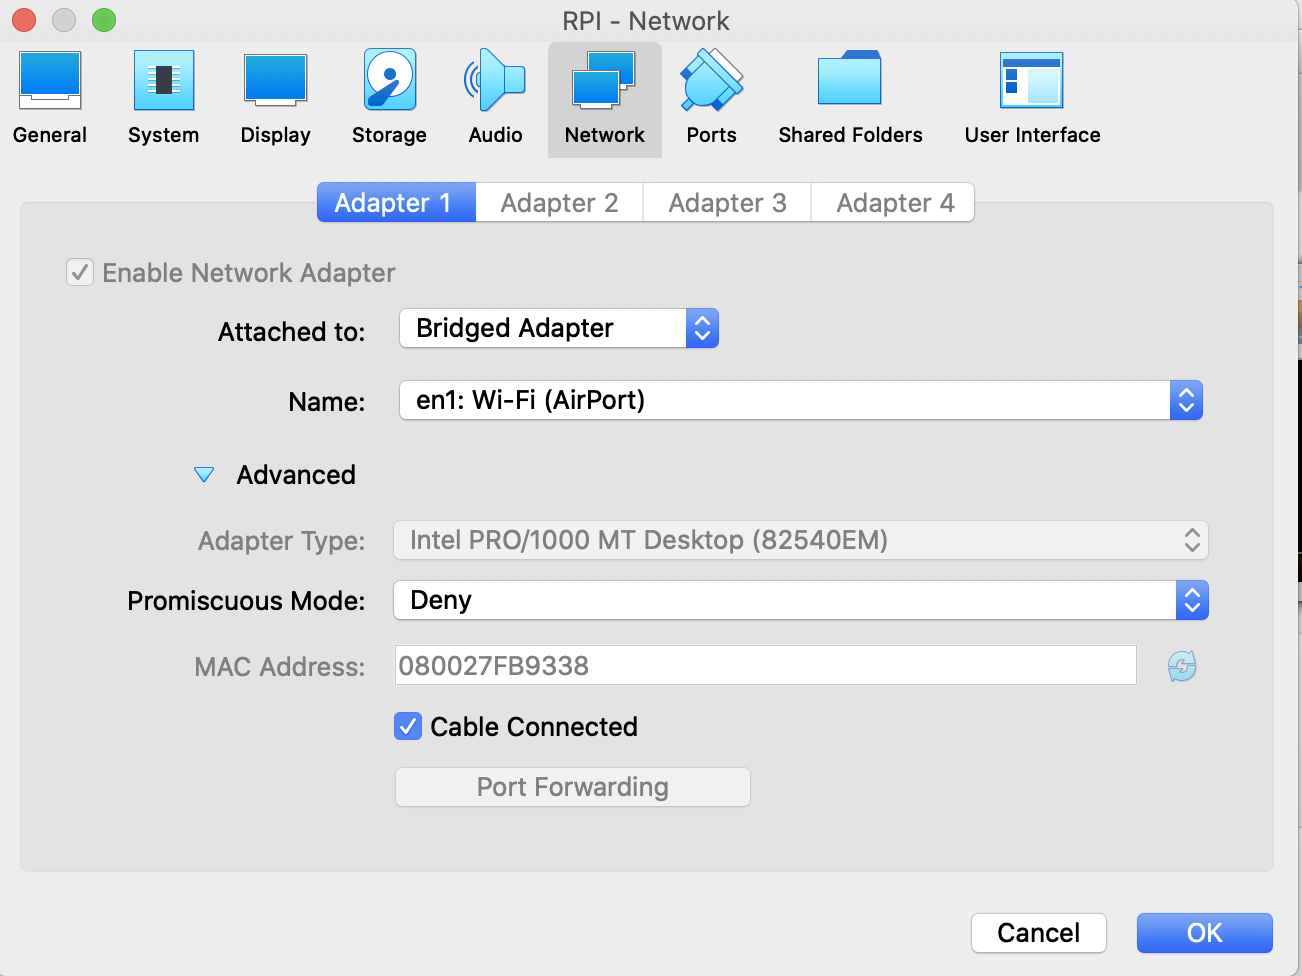 RPI - Network
General System Display Storage Audio Network Ports Shared Folders User Interface
Adapter 1 Adapter 2 Adapter 3 Adapter 4
Enable Network Adapter
Attached to: Bridged Adapter
Name: en1: Wi-Fi (AirPort)
Advanced
Adapter Type: Intel PRO/1000 MT Desktop (82540EM)
Promiscuous Mode: Deny
MAC Address: 080027FB9338
Cable Connected
Port Forwarding
Cancel OK